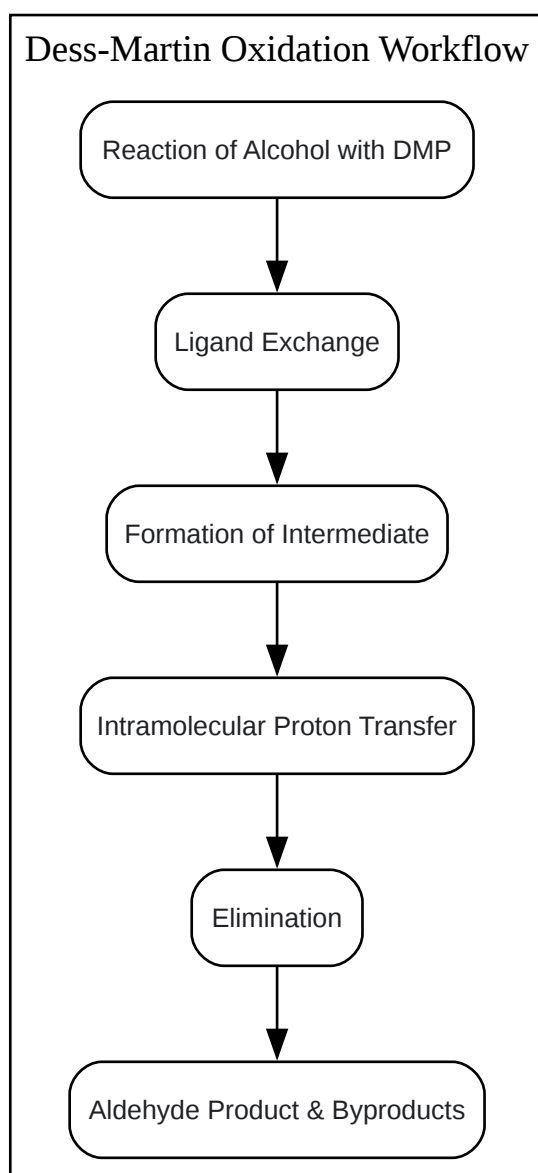 Dess-Martin Oxidation Workflow
Reaction of Alcohol with DMP
Ligand Exchange
Formation of Intermediate
Intramolecular Proton Transfer
Elimination
Aldehyde Product & Byproducts